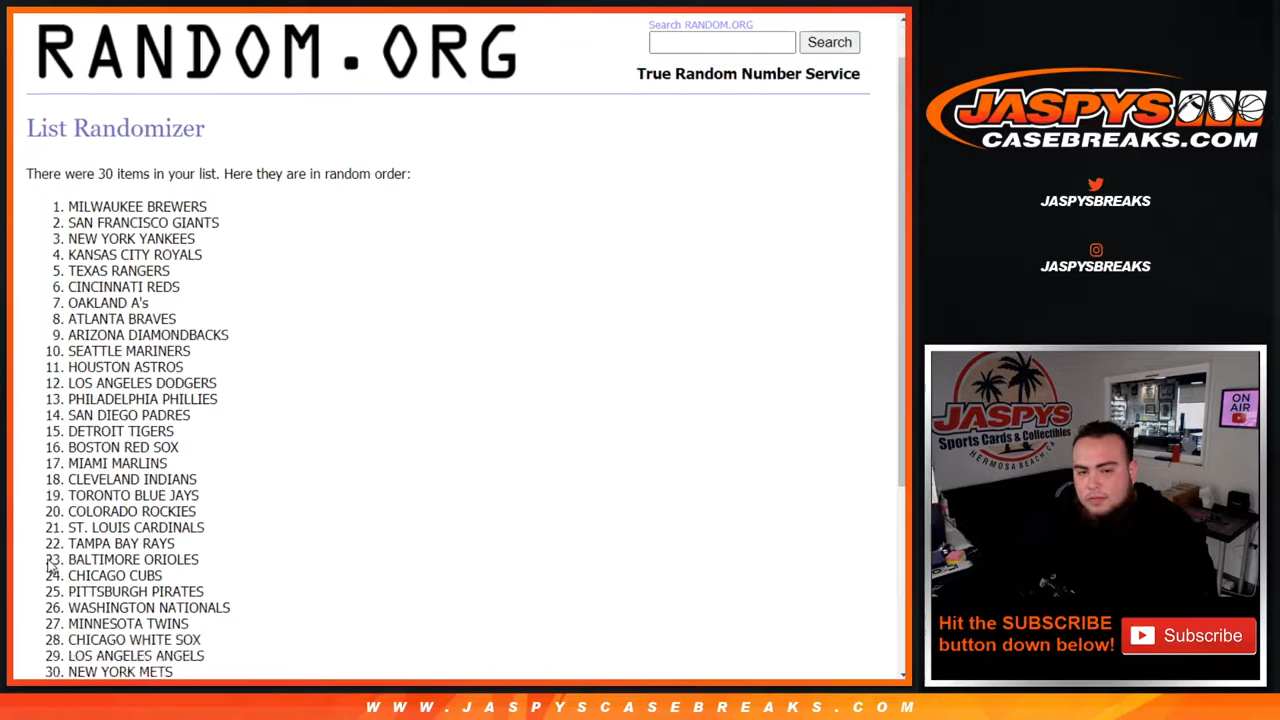 RANDOM.ORG
Search RANDOM.ORG
Search
True Random Number Service
List Randomizer
There were 30 items in your list. Here they are in random order:
1. MILWAUKEE BREWERS
2. SAN FRANCISCO GIANTS
3. NEW YORK YANKEES
4. KANSAS CITY ROYALS
5. TEXAS RANGERS
6. CINCINNATI REDS
7. OAKLAND A's
8. ATLANTA BRAVES
9. ARIZONA DIAMONDBACKS
10. SEATTLE MARINERS
11. HOUSTON ASTROS
12. LOS ANGELES DODGERS
13. PHILADELPHIA PHILLIES
14. SAN DIEGO PADRES
15. DETROIT TIGERS
16. BOSTON RED SOX
17. MIAMI MARLINS
18. CLEVELAND INDIANS
19. TORONTO BLUE JAYS
20. COLORADO ROCKIES
21. ST. LOUIS CARDINALS
22. TAMPA BAY RAYS
23. BALTIMORE ORIOLES
24. CHICAGO CUBS
25. PITTSBURGH PIRATES
26. WASHINGTON NATIONALS
27. MINNESOTA TWINS
28. CHICAGO WHITE SOX
29. LOS ANGELES ANGELS
30. NEW YORK METS
JASPYS
CASEBREAKS.COM
JASPYSBREAKS
JASPYSBREAKS
JASPYS
Sports Cards & Collectibles
HERMOSA BEACH, CA
ON
AIR
Hit the SUBSCRIBE
button down below!
Subscribe
WWW.JASPYSCASEBREAKS.COM